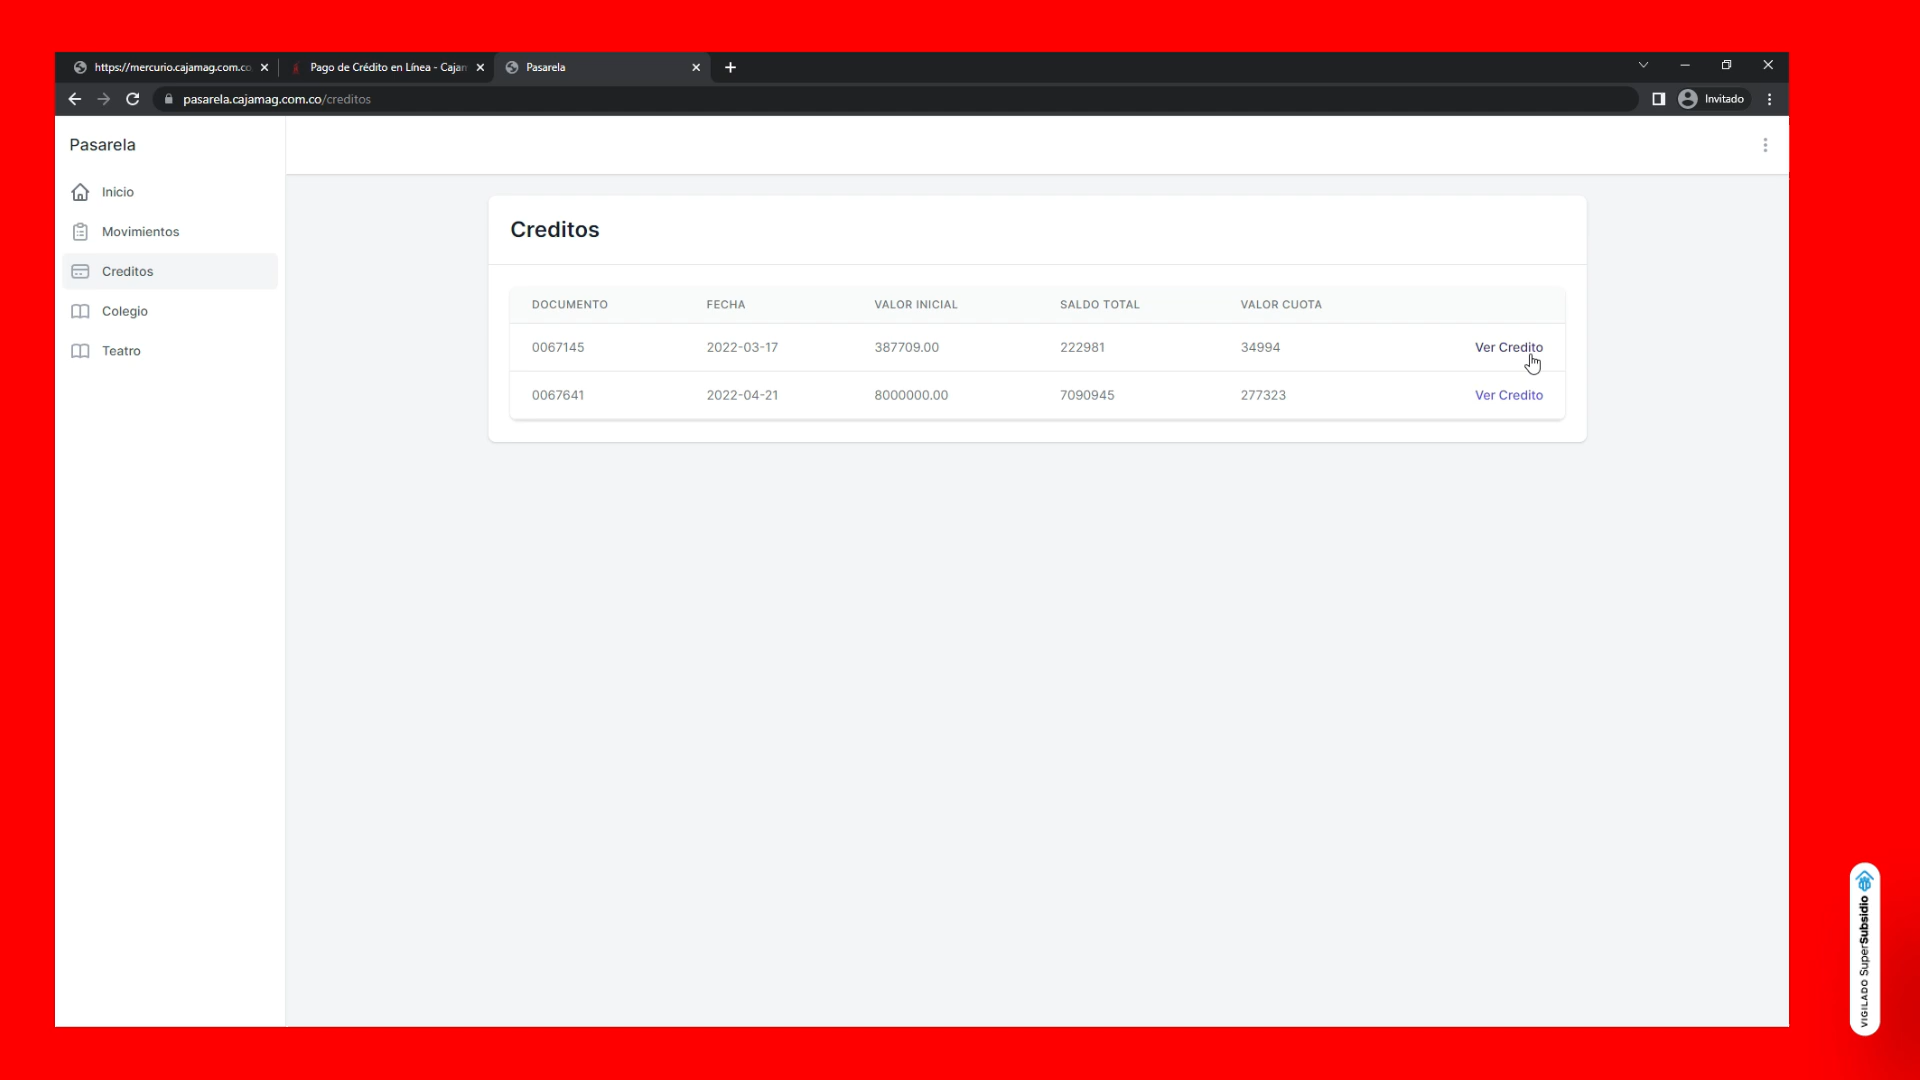 https://mercurio.cajamag.com.co
Pago de Crédito en Línea - Cajam
Pasarela
pasarela.cajamag.com.co/creditos
Invitado
Pasarela
Inicio
Movimientos
Creditos
Colegio
Teatro
Creditos
DOCUMENTO FECHA VALOR INICIAL SALDO TOTAL VALOR CUOTA
0067145 2022-03-17 387709.00 222981 34994 Ver Credito
0067641 2022-04-21 8000000.00 7090945 277323 Ver Credito
VIGILADO SuperSubsidio